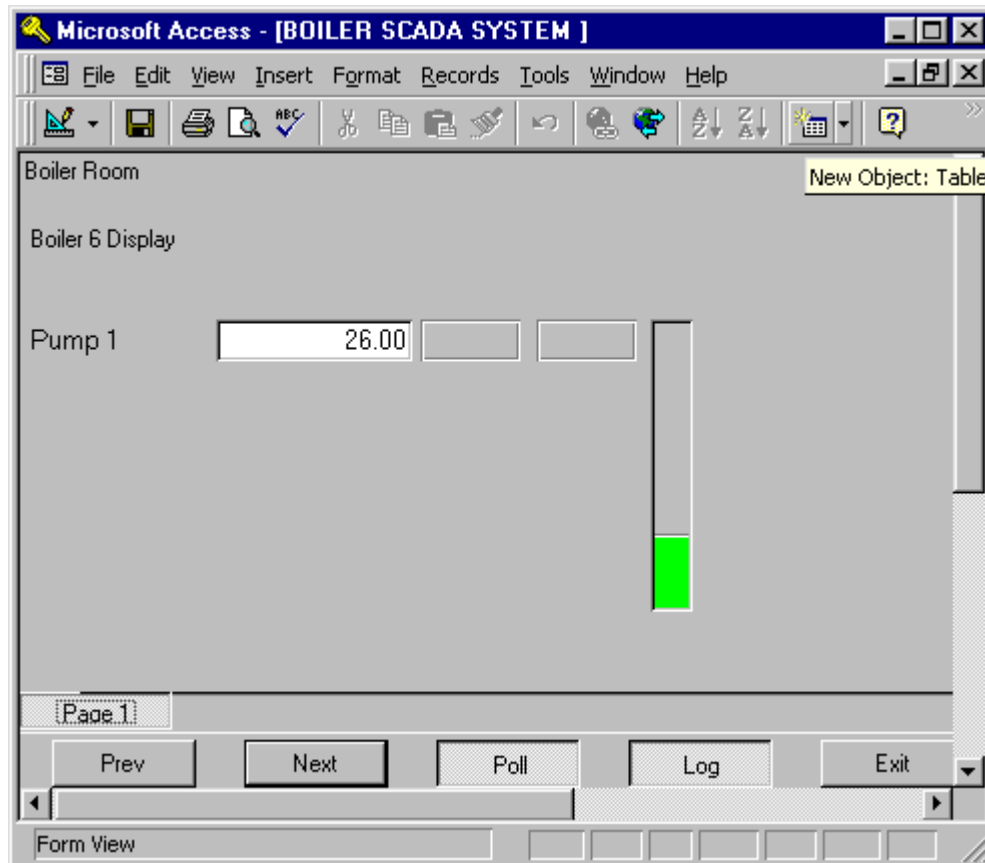 Microsoft Access - [BOILER SCADA SYSTEM ]
File Edit View Insert Format Records Tools Window Help
ABC A Z Z A
Boiler Room
New Object: Table
Boiler 6 Display
Pump 1 26.00
Page 1
Prev Next Poll Log Exit
Form View